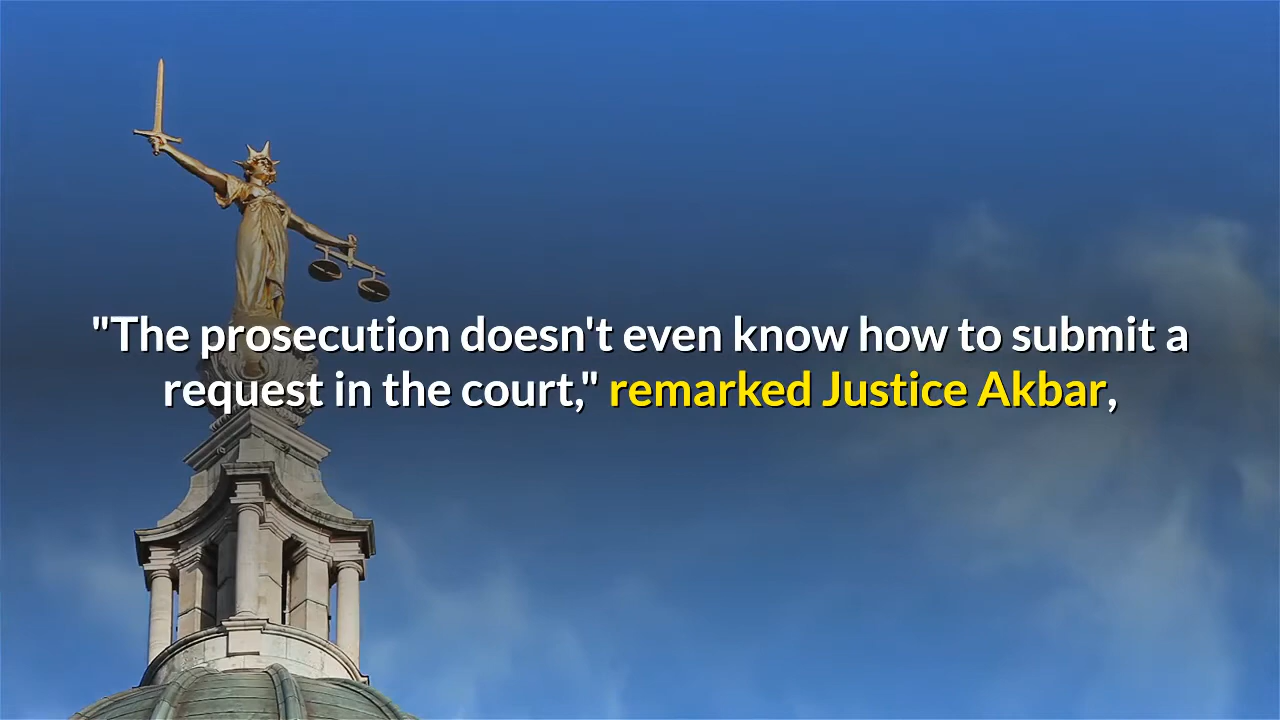 "The prosecution doesn't even know how to submit a
request in the court," remarked Justice Akbar,